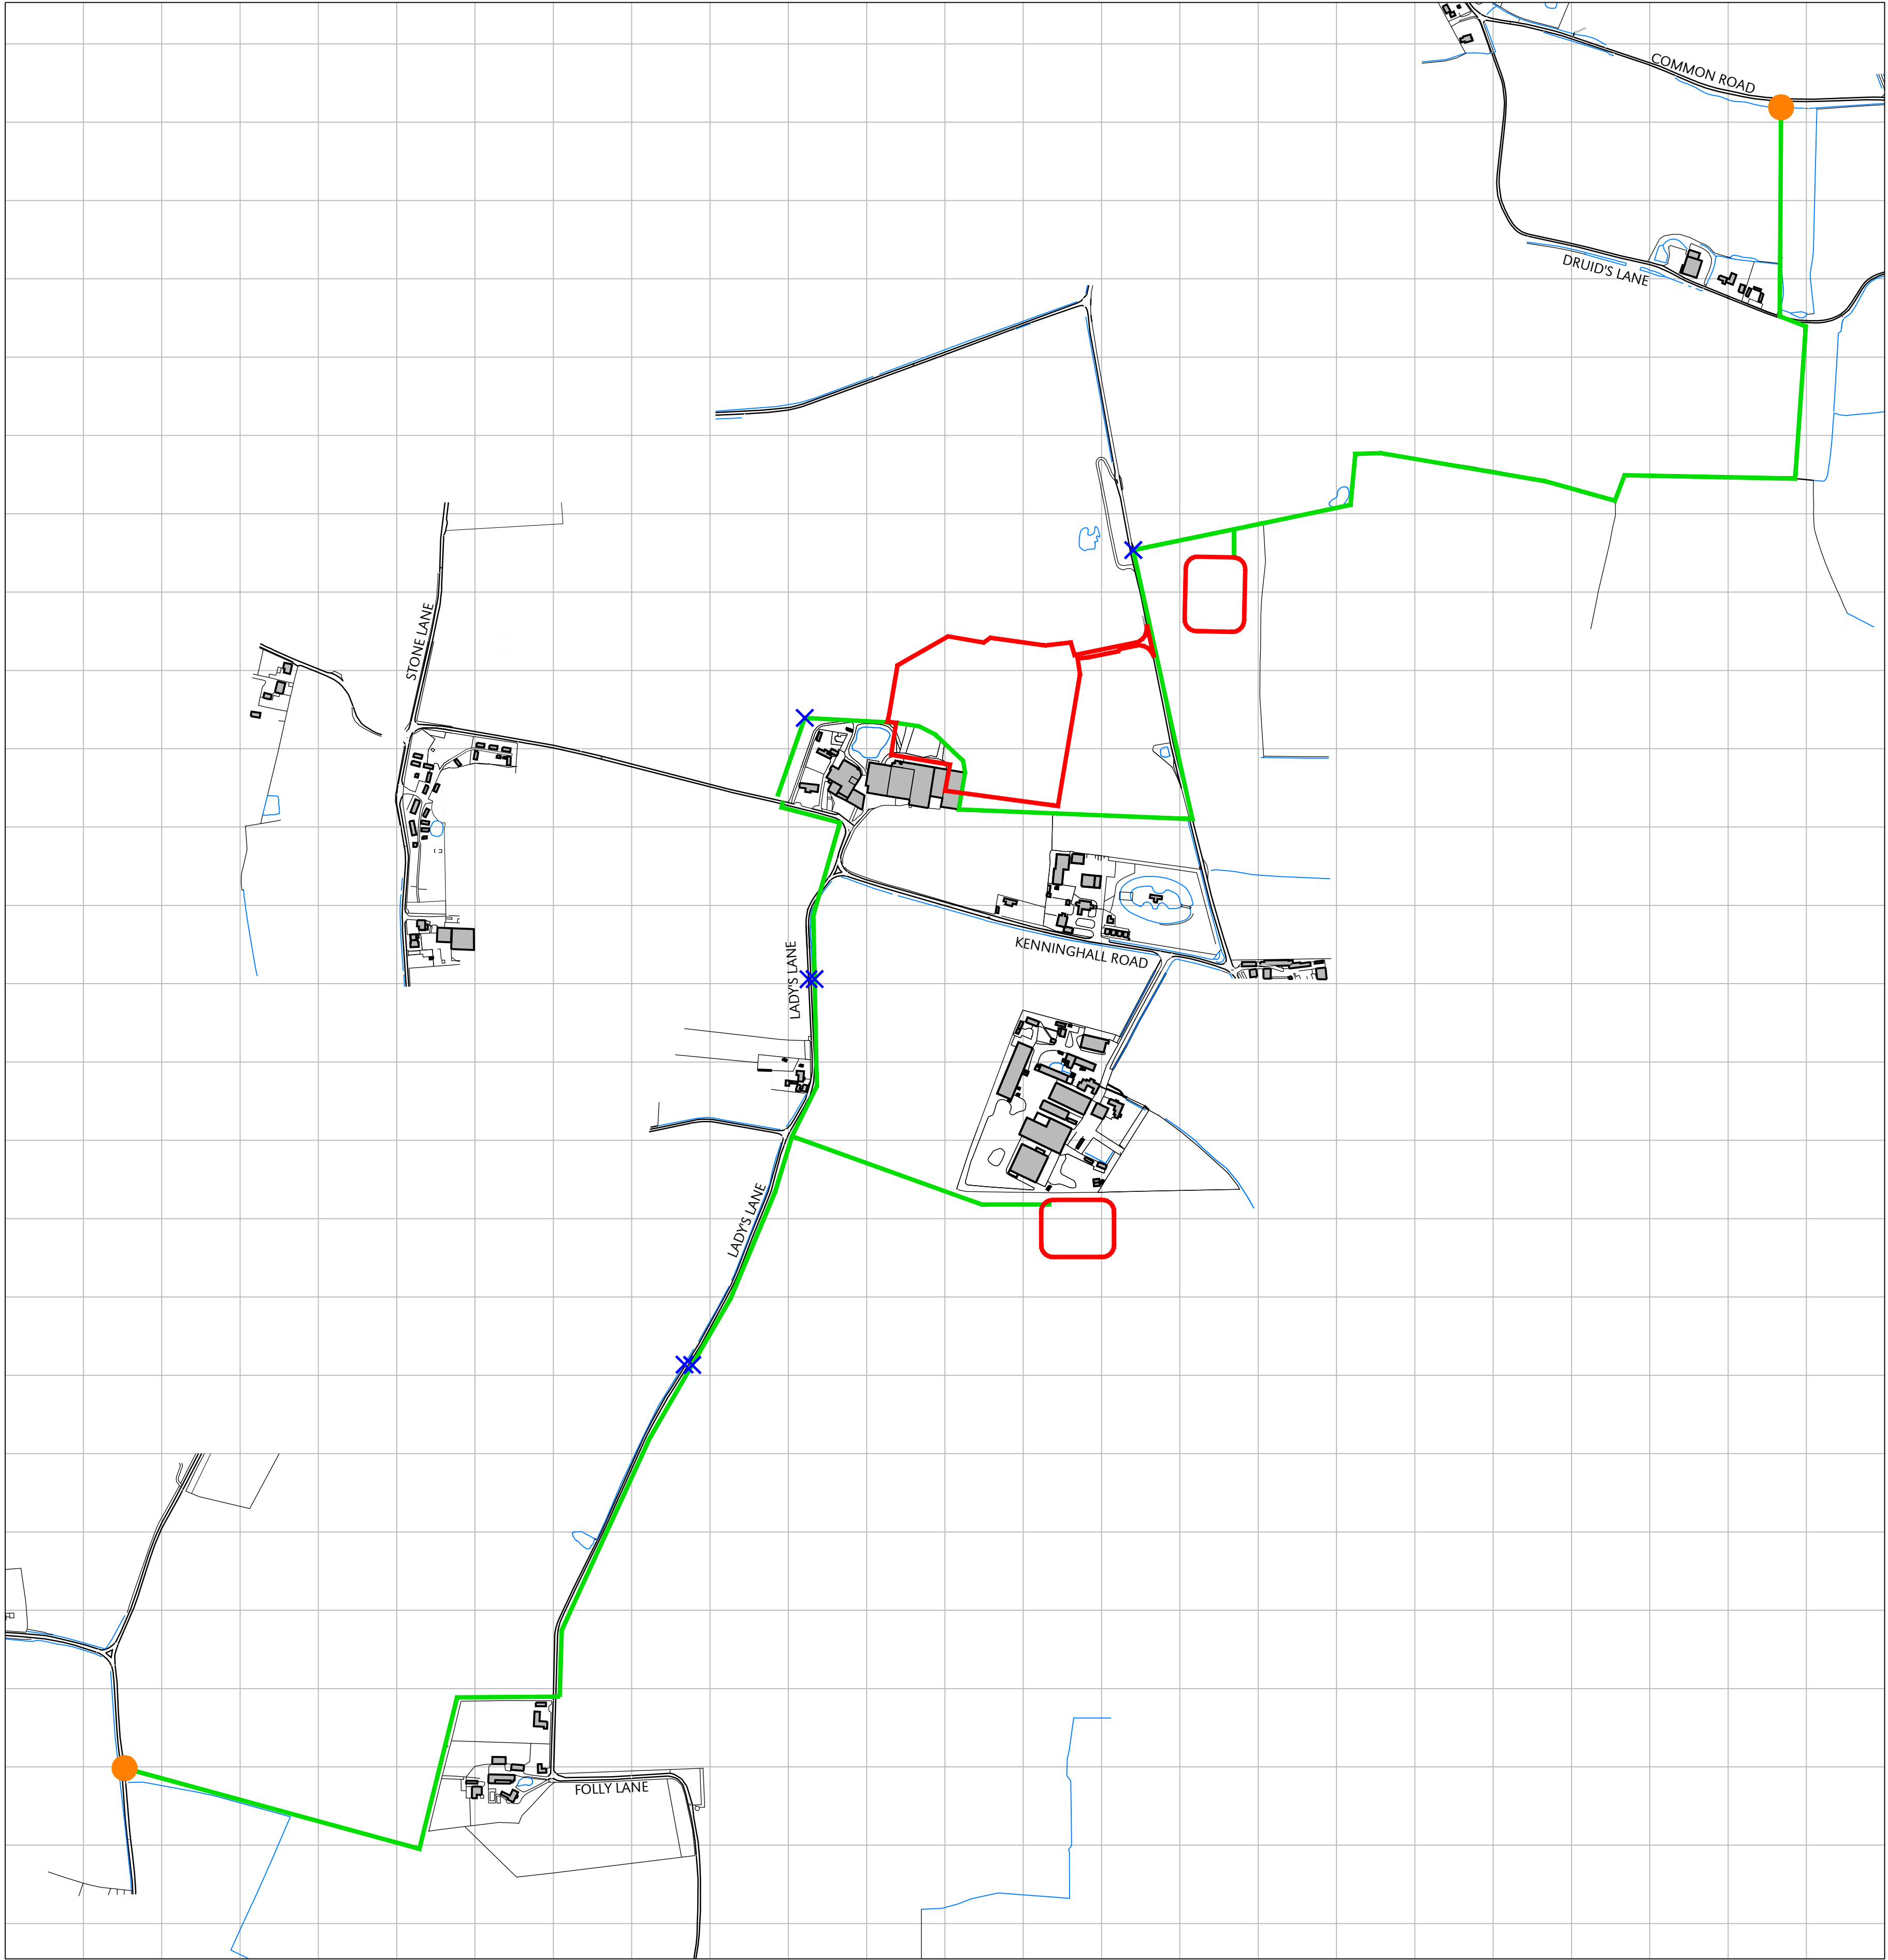 COMMON ROAD
DRUID'S LANE
STONE LANE
KENNINGHALL ROAD
LADY'S LANE
LADY'S LANE
FOLLY LANE